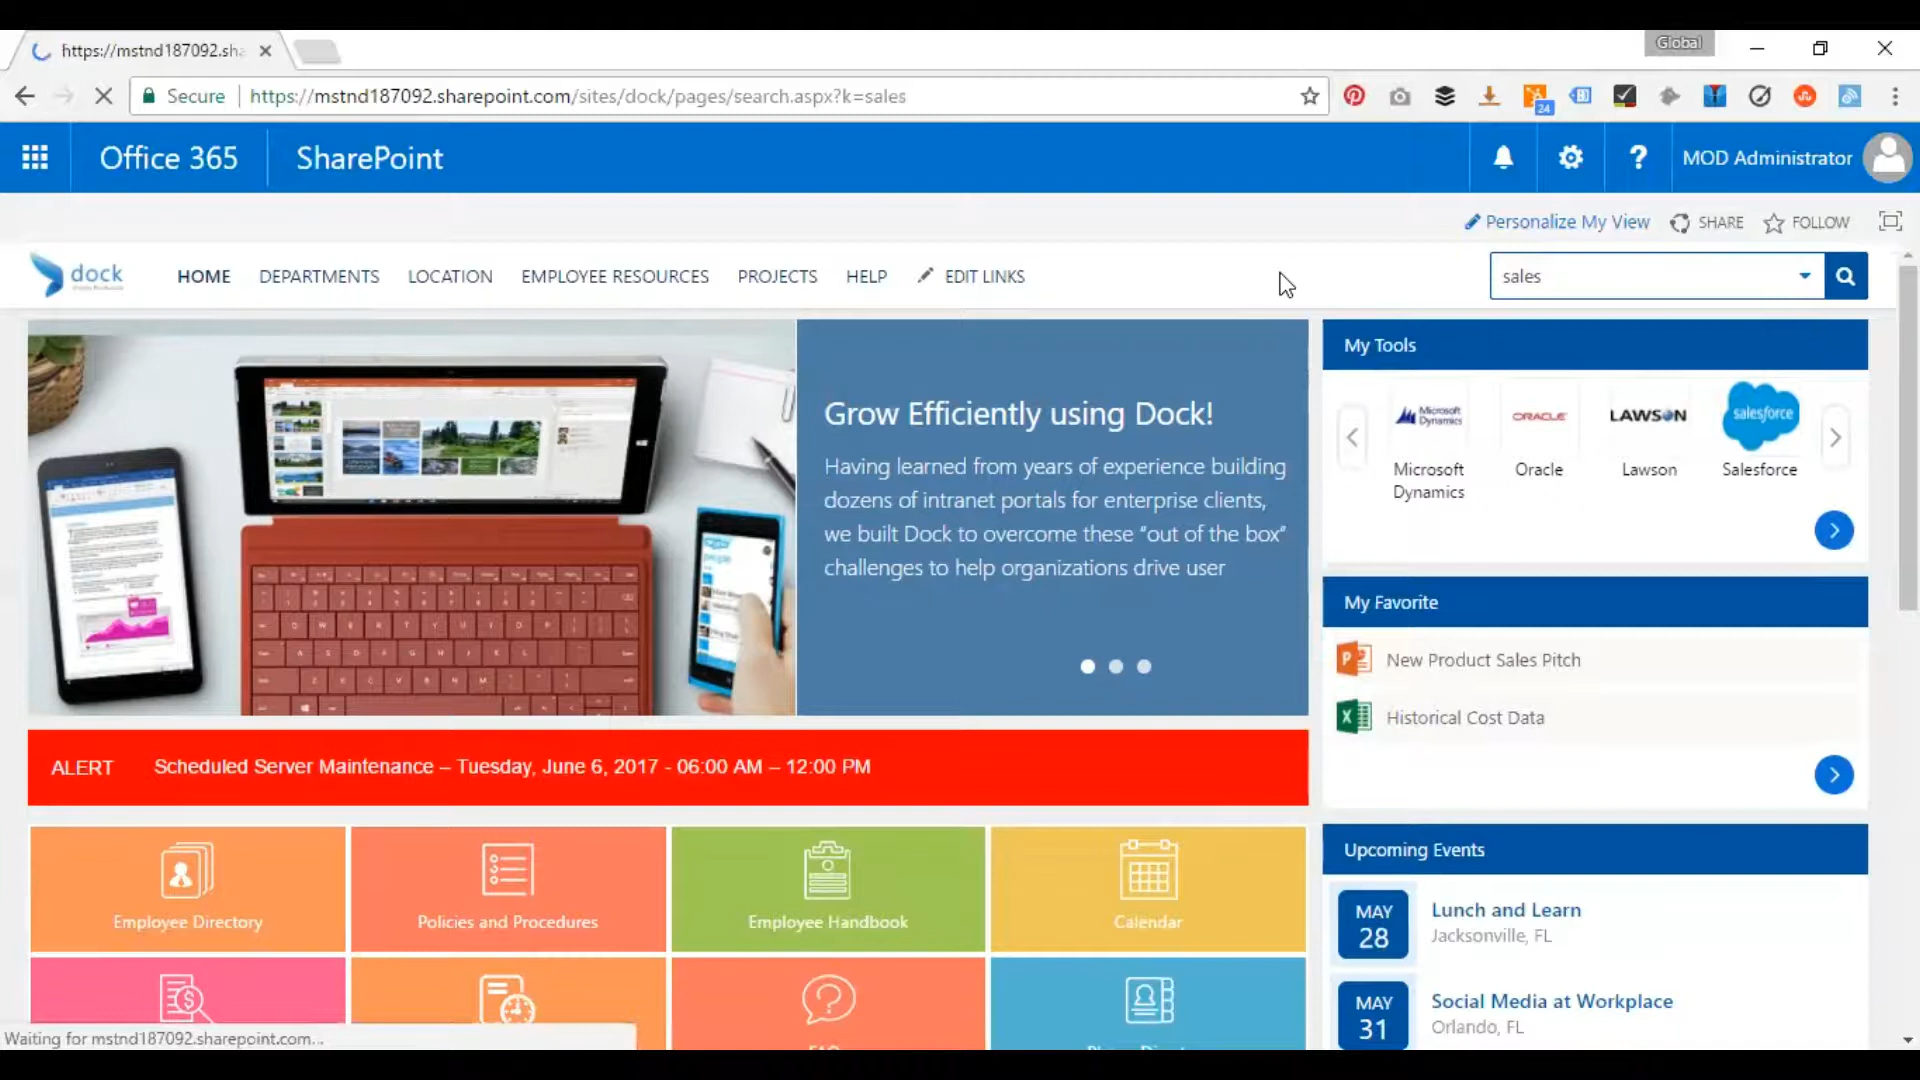 https://mstnd187092.sha
Global
Secure
https://mstnd187092.sharepoint.com/sites/dock/pages/search.aspx?k=sales
24
Office 365
SharePoint
MOD Administrator
Personalize My View
SHARE
FOLLOW
dock
HOME
DEPARTMENTS
LOCATION
EMPLOYEE RESOURCES
PROJECTS
HELP
EDIT LINKS
sales
Grow Efficiently using Dock!
Having learned from years of experience building
dozens of intranet portals for enterprise clients,
we built Dock to overcome these “out of the box”
challenges to help organizations drive user
My Tools
Microsoft
Dynamics
ORACLE
LAWSON
salesforce
Microsoft
Dynamics
Oracle
Lawson
Salesforce
My Favorite
New Product Sales Pitch
Historical Cost Data
ALERT
Scheduled Server Maintenance – Tuesday, June 6, 2017 - 06:00 AM – 12:00 PM
Employee Directory
Policies and Procedures
Employee Handbook
Calendar
Upcoming Events
MAY
28
Lunch and Learn
Jacksonville, FL
MAY
31
Social Media at Workplace
Orlando, FL
Waiting for mstnd187092.sharepoint.com...